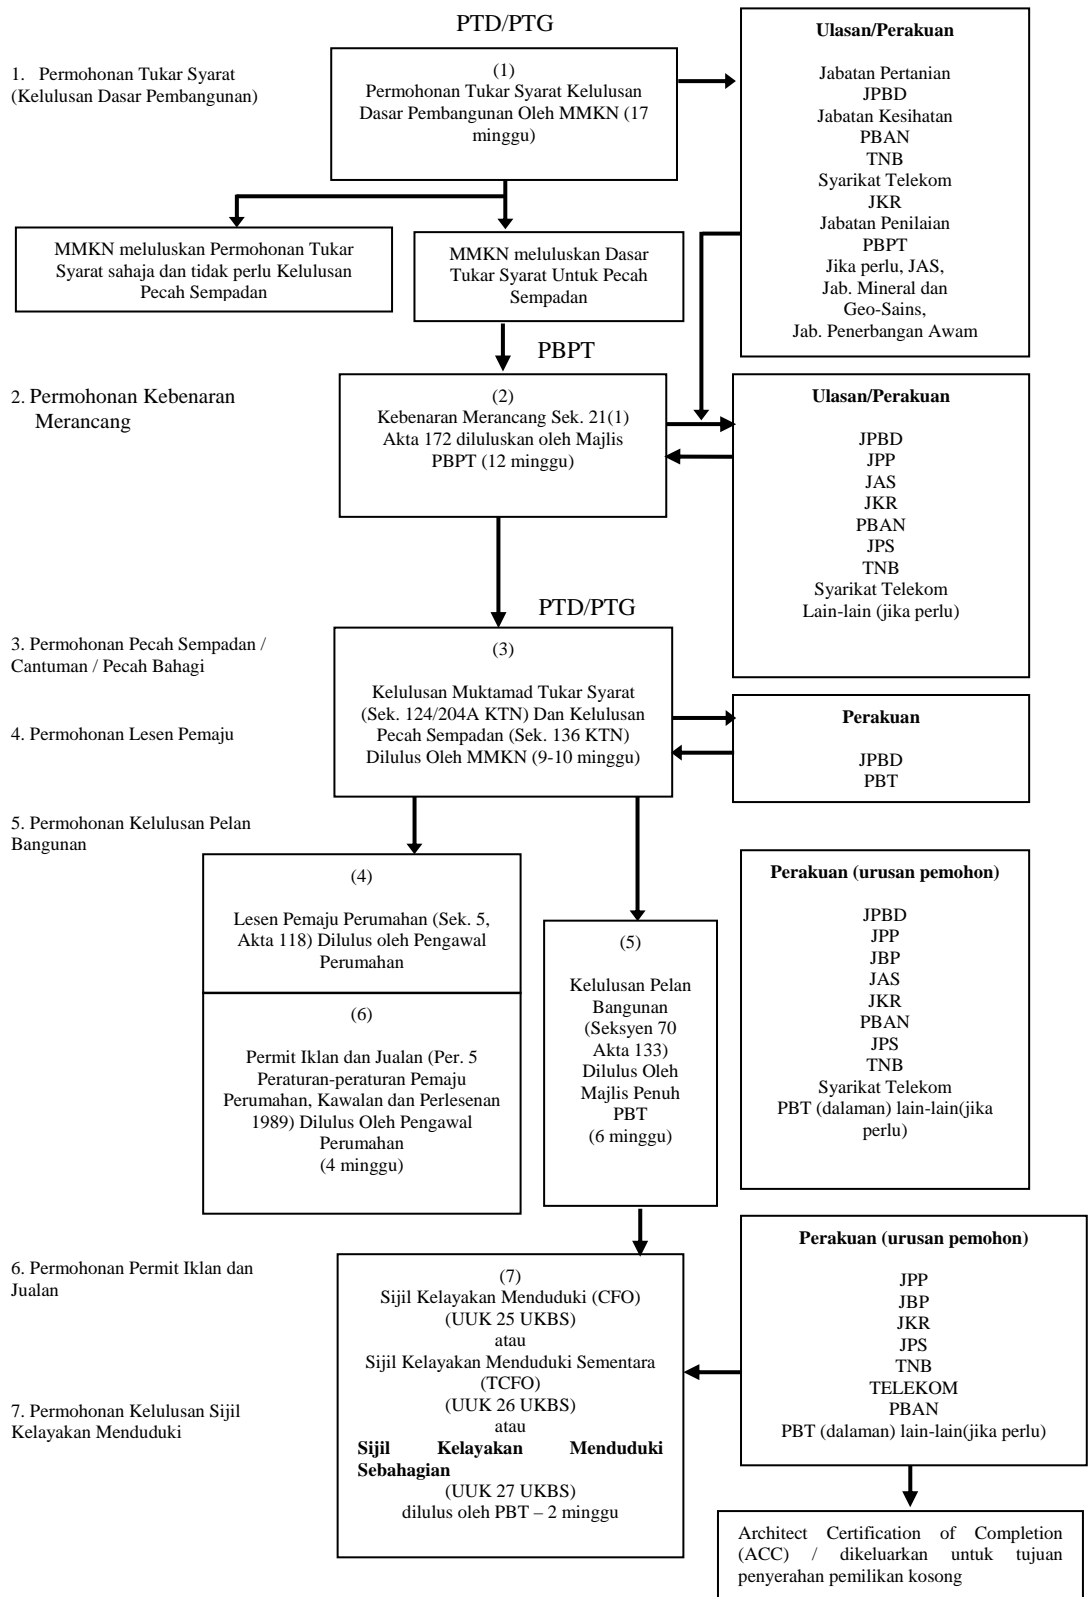 PTD/PTG
1. Permohonan Tukar Syarat
(Kelulusan Dasar Pembangunan)
(1)
Permohonan Tukar Syarat Kelulusan
Dasar Pembangunan Oleh MMKN (17
minggu)
Ulasan/Perakuan
Jabatan Pertanian
JPBD
Jabatan Kesihatan
PBAN
TNB
Syarikat Telekom
JKR
Jabatan Penilaian
PBPT
Jika perlu, JAS,
Jab. Mineral dan
Geo-Sains,
Jab. Penerbangan Awam
MMKN meluluskan Permohonan Tukar
Syarat sahaja dan tidak perlu Kelulusan
Pecah Sempadan
MMKN meluluskan Dasar
Tukar Syarat Untuk Pecah
Sempadan
PBPT
2. Permohonan Kebenaran
Merancang
(2)
Kebenaran Merancang Sek. 21(1)
Akta 172 diluluskan oleh Majlis
PBPT (12 minggu)
Ulasan/Perakuan
JPBD
JPP
JAS
JKR
PBAN
JPS
TNB
Syarikat Telekom
Lain-lain (jika perlu)
PTD/PTG
3. Permohonan Pecah Sempadan /
Cantuman / Pecah Bahagi
4. Permohonan Lesen Pemaju
(3)
Kelulusan Muktamad Tukar Syarat
(Sek. 124/204A KTN) Dan Kelulusan
Pecah Sempadan (Sek. 136 KTN)
Dilulus Oleh MMKN (9-10 minggu)
Perakuan
JPBD
PBT
5. Permohonan Kelulusan Pelan
Bangunan
(4)
Lesen Pemaju Perumahan (Sek. 5,
Akta 118) Dilulus oleh Pengawal
Perumahan
(6)
Permit Iklan dan Jualan (Per. 5
Peraturan-peraturan Pemaju
Perumahan, Kawalan dan Perlesenan
1989) Dilulus Oleh Pengawal
Perumahan
(4 minggu)
(5)
Kelulusan Pelan
Bangunan
(Seksyen 70
Akta 133)
Dilulus Oleh
Majlis Penuh
PBT
(6 minggu)
Perakuan (urusan pemohon)
JPBD
JPP
JBP
JAS
JKR
PBAN
JPS
TNB
Syarikat Telekom
PBT (dalaman) lain-lain(jika
perlu)
6. Permohonan Permit Iklan dan
Jualan
7. Permohonan Kelulusan Sijil
Kelayakan Menduduki
(7)
Sijil Kelayakan Menduduki (CFO)
(UUK 25 UKBS)
atau
Sijil Kelayakan Menduduki Sementara
(TCFO)
(UUK 26 UKBS)
atau
Sijil Kelayakan Menduduki
Sebahagian
(UUK 27 UKBS)
dilulus oleh PBT – 2 minggu
Perakuan (urusan pemohon)
JPP
JBP
JKR
JPS
TNB
TELEKOM
PBAN
PBT (dalaman) lain-lain(jika perlu)
Architect Certification of Completion
(ACC) / dikeluarkan untuk tujuan
penyerahan pemilikan kosong